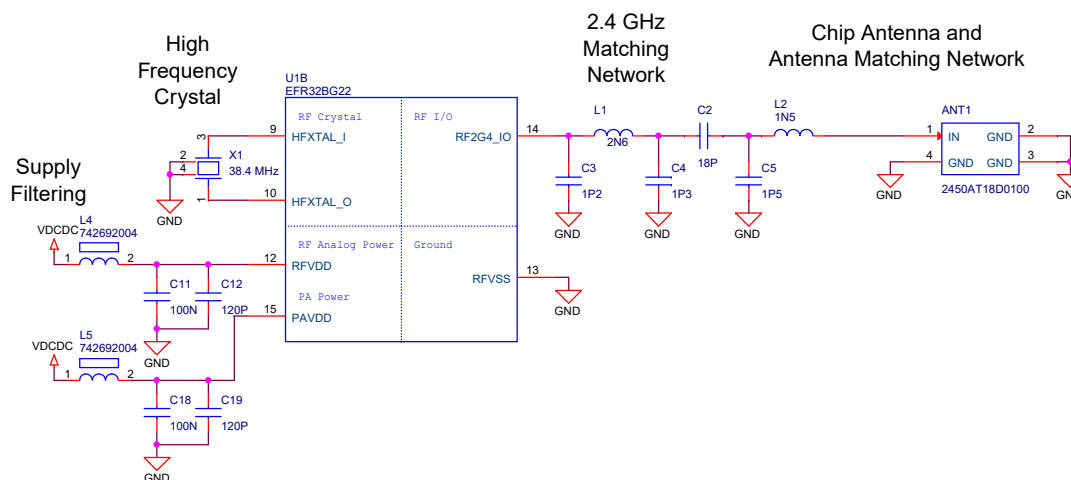 High
Frequency
Crystal
2.4 GHz
Matching
Network
Chip Antenna and
Antenna Matching Network
Supply
Filtering
U1B
EFR32BG22
RF Crystal
RF I/O
HFXTAL_I
HFXTAL_O
RF2G4_IO
RF Analog Power
Ground
RFVDD
RFVSS
PA Power
PAVDD
9
10
12
15
14
13
3
2
4
1
X1
38.4 MHz
GND
VDCDC
L4
742692004
1
2
C11
100N
C12
120P
GND
VDCDC
L5
742692004
1
2
C18
100N
C19
120P
GND
GND
L1
2N6
C3
1P2
GND
C4
1P3
GND
C2
18P
C5
1P5
GND
L2
1N5
ANT1
1
IN
GND
2
4
GND
GND
3
2450AT18D0100
GND
GND